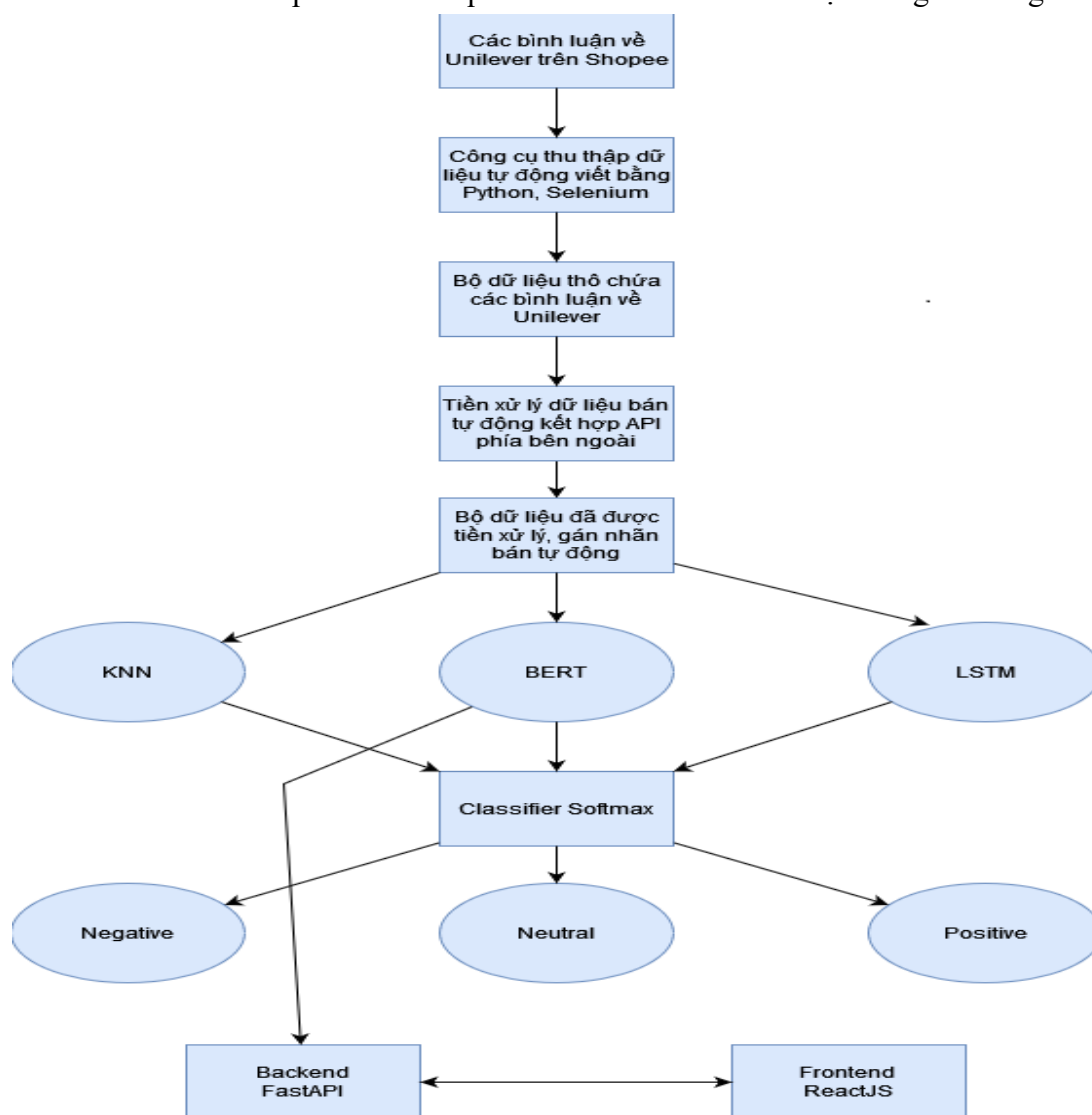 Các bình luận về
Unilever trên Shopee
Công cụ thu thập dữ
liệu tự động viết bằng
Python, Selenium
Bộ dữ liệu thô chứa
các bình luận về
Unilever
Tiền xử lý dữ liệu bán
tự động kết hợp API
phía bên ngoài
Bộ dữ liệu đã được
tiền xử lý, gán nhãn
bán tự động
KNN
BERT
LSTM
Classifier Softmax
Negative
Neutral
Positive
Backend
FastAPI
Frontend
ReactJS